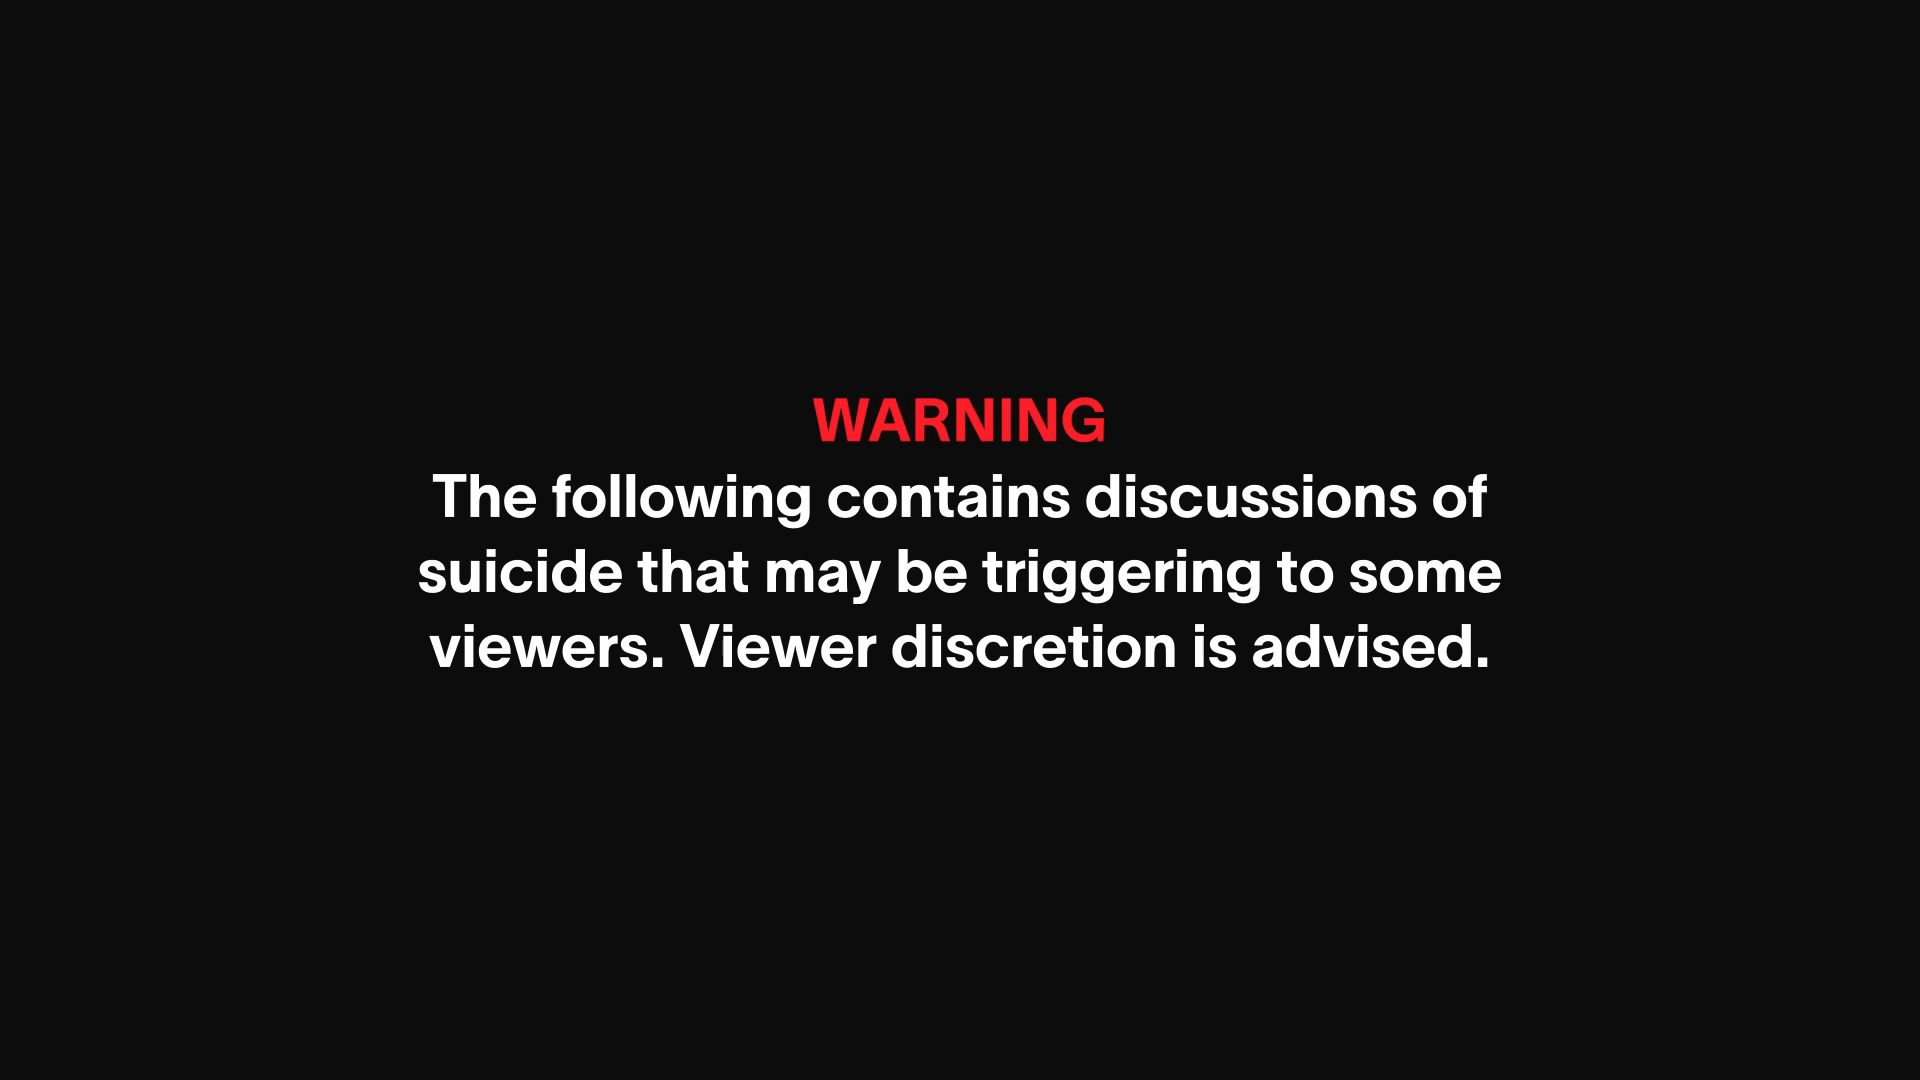 WARNING
The following contains discussions of
suicide that may be triggering to some
viewers. Viewer discretion is advised.